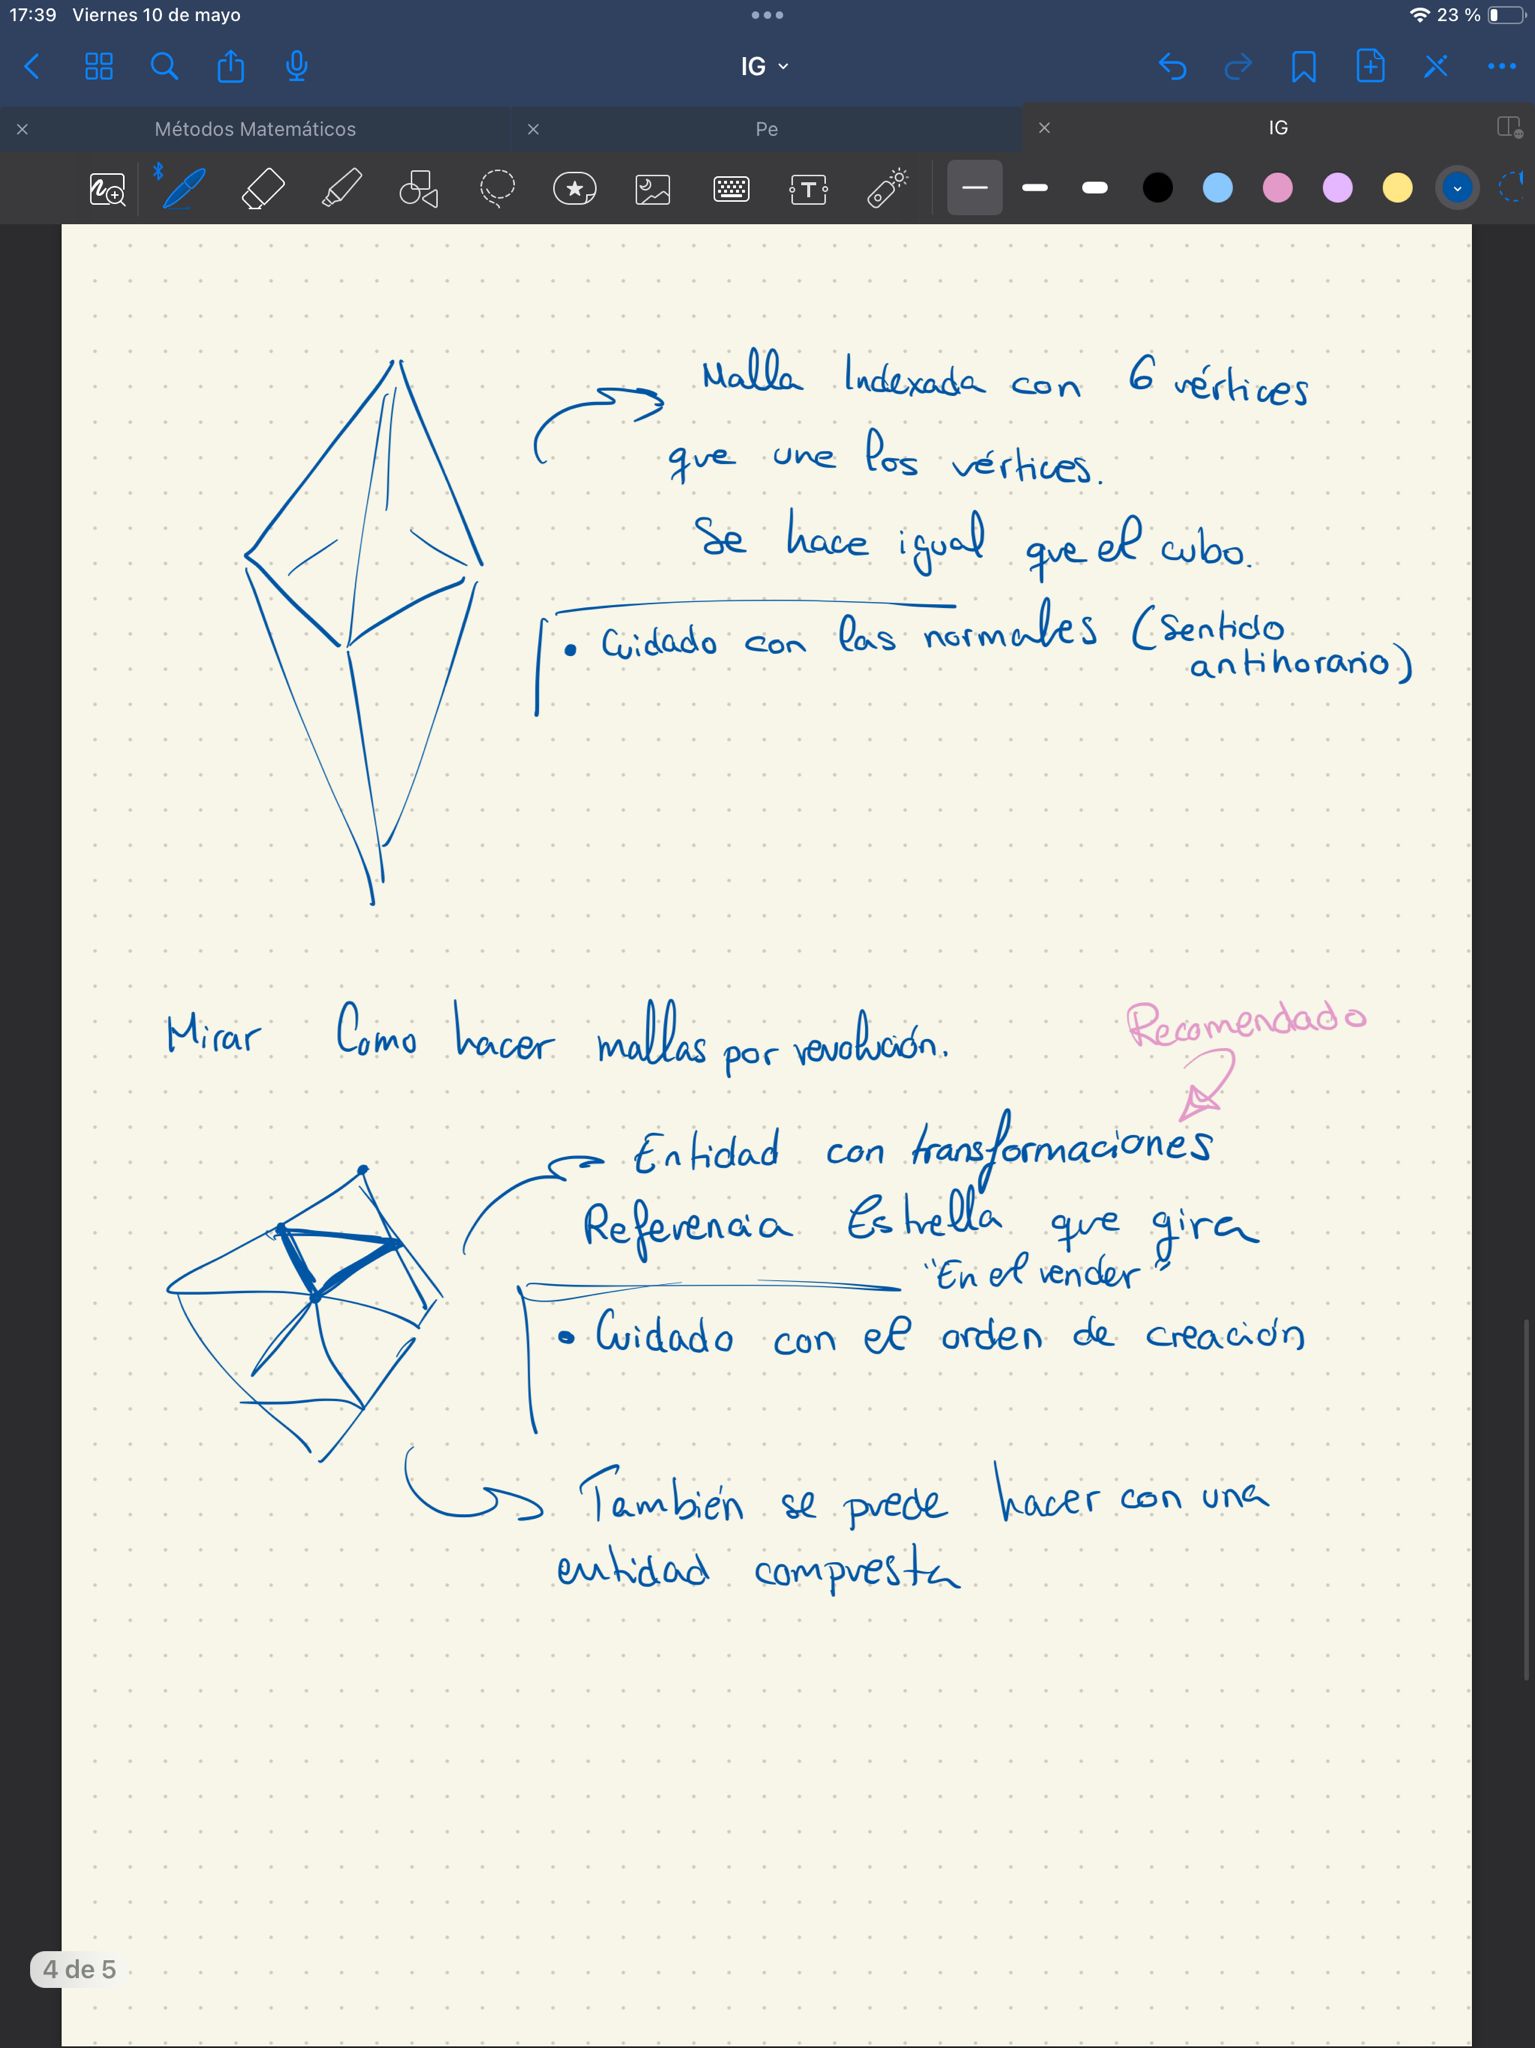 17:39 Viernes 10 de mayo
23 %
IG
Métodos Matemáticos
Pe
IG
Malla Indexada con 6 vértices
que une los vértices.
Se hace igual que el cubo.
• Cuidado con las normales (Sentido
antihorario)
Mirar Como hacer mallas por revolución.
Recomendado
Entidad con transformaciones
Referencia Estrella que gira
"En el render"
• Cuidado con el orden de creación
También se puede hacer con una
entidad compuesta
4 de 5